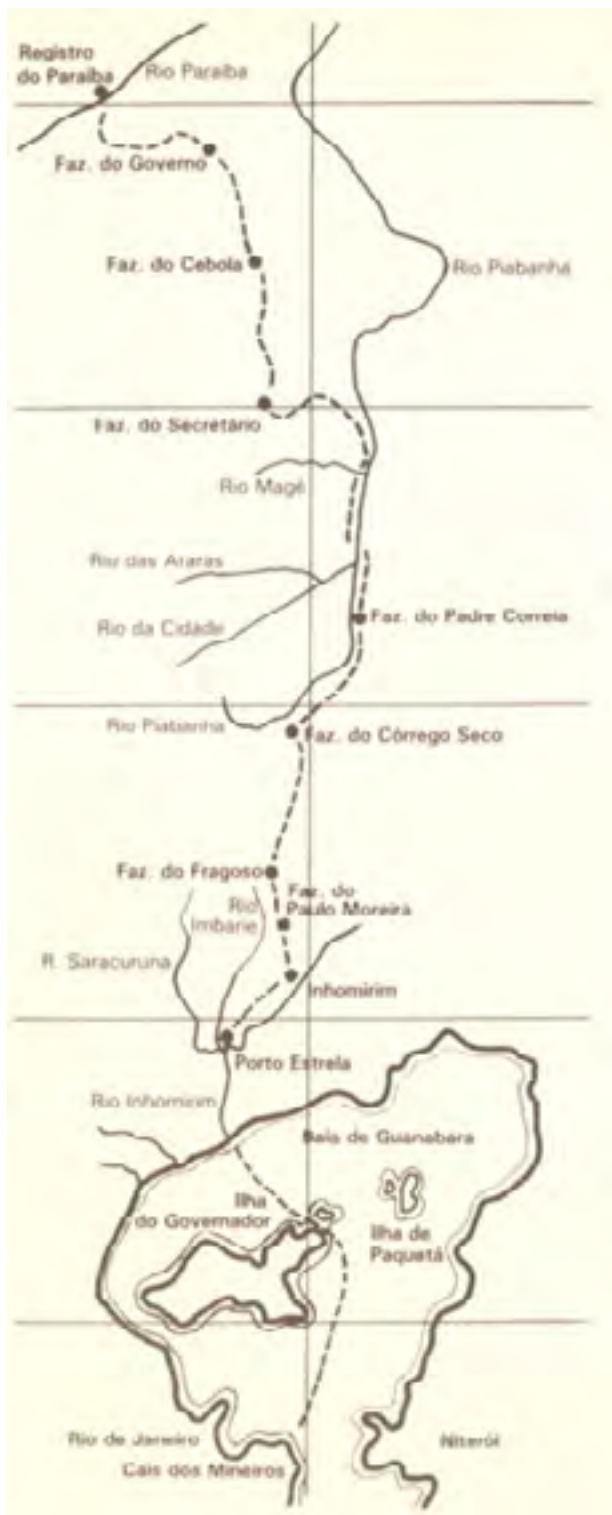 Registro
do Paraíba
Rio Paraíba
Faz. do Governo
Faz. do Cebola
Rio Piabanhá
Faz. do Secretário
Rio Magé
Rio das Araras
Rio da Cidade
Faz. do Padre Correia
Rio Piabanha
Faz. do Córrego Seco
Faz. do Fragoso
Faz. do
Paulo Moreira
Rio
Imbarie
R. Saracuruna
Inhomirim
Porto Estrela
Rio Inhomirim
Baia de Guanabara
Ilha
do Governador
Ilha de
Paquetá
Rio de Janeiro
Cais dos Mineiros
Niterói